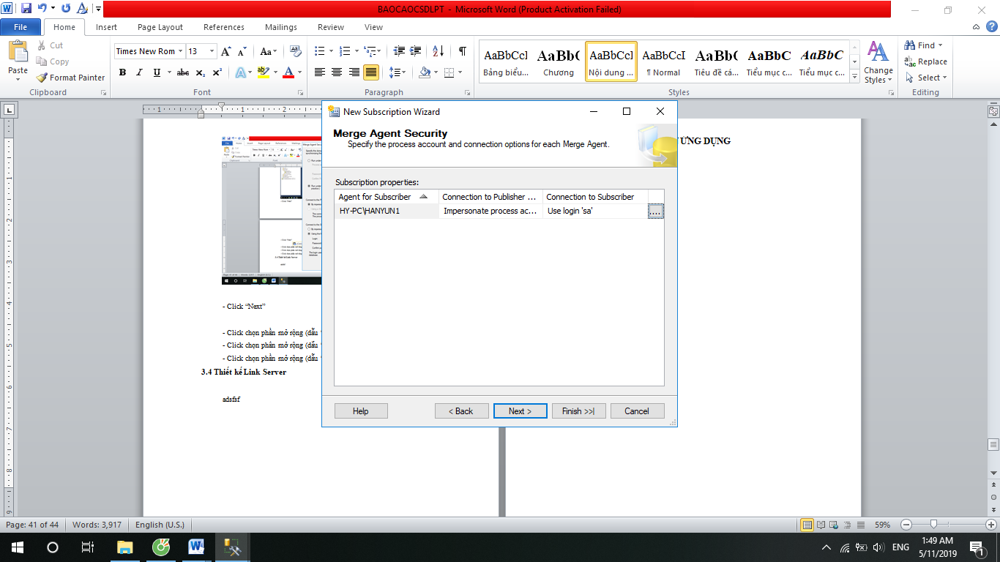 BAOCAOCSDLPT - Microsoft Word (Product Activation Failed)
File Home Insert Page Layout References Mailings Review View
Paste
Cut
Copy
Format Painter
Clipboard
Times New Rom 13
Font
Paragraph
AaBbCcI AaBbC AaBbCcI AaBbCcI AaBbC AaBbC AaBbC
Bảng biểu... Chương Nội dung ... ¶ Normal Tiêu đề cá... Tiểu mục c... Tiểu mục c...
Change Styles
Styles
Find
Replace
Select
Editing
New Subscription Wizard
Merge Agent Security
Specify the process account and connection options for each Merge Agent.
Subscription properties:
Agent for Subscriber Connection to Publisher ... Connection to Subscriber
HY-PC\HANYUN1 Impersonate process ac... Use login 'sa' ...
Help < Back Next > Finish >>| Cancel
ỨNG DỤNG
- Click “Next”
- Click chọn phần mở rộng (dấu
- Click chọn phần mở rộng (dấu
- Click chọn phần mở rộng (dấu
3.4 Thiết kế Link Server
adsfsf
Page: 41 of 44 Words: 3,917 English (U.S.) 59%
ENG
1:49 AM
5/11/2019